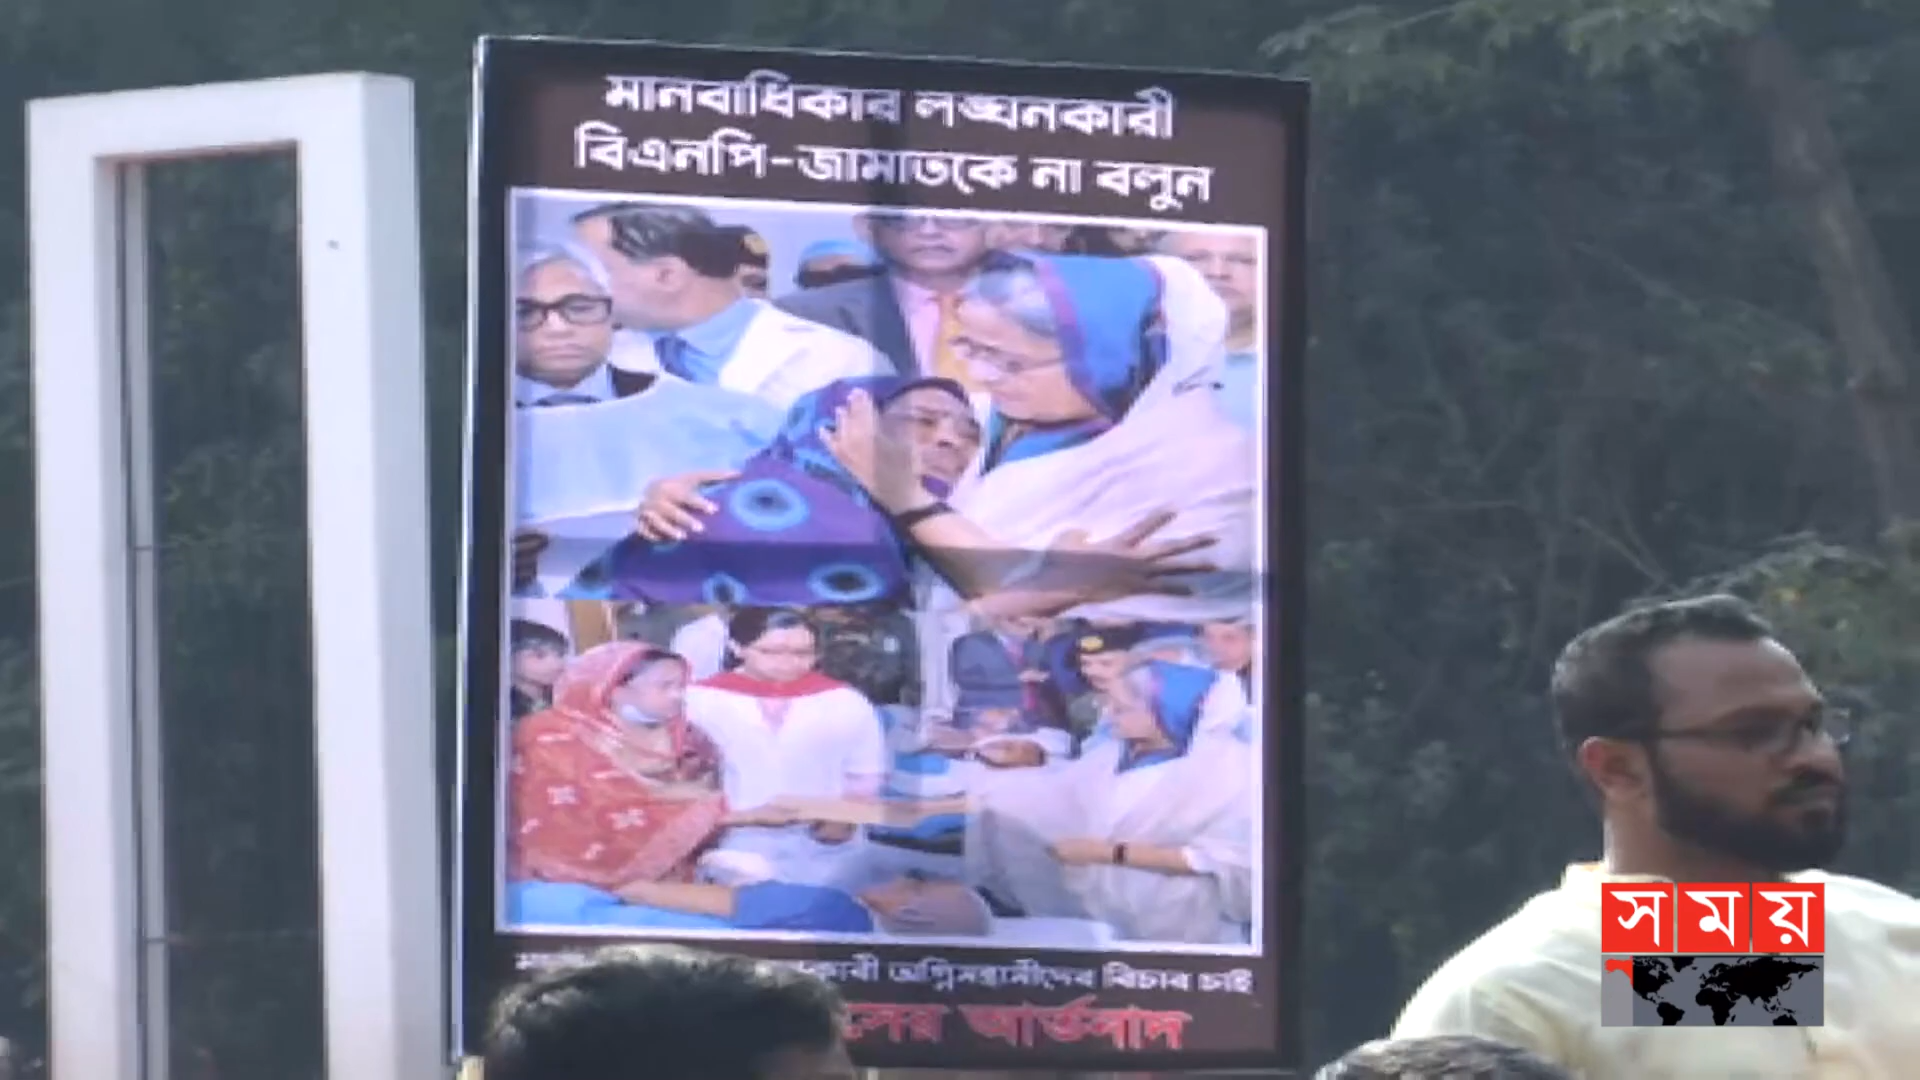 মানবাধিকার লঙ্ঘনকারী
বিএনপি-জামাতকে না বলুন
অগ্নিসন্ত্রাসীদের বিচার চাই
আর্তনাদ
সময়